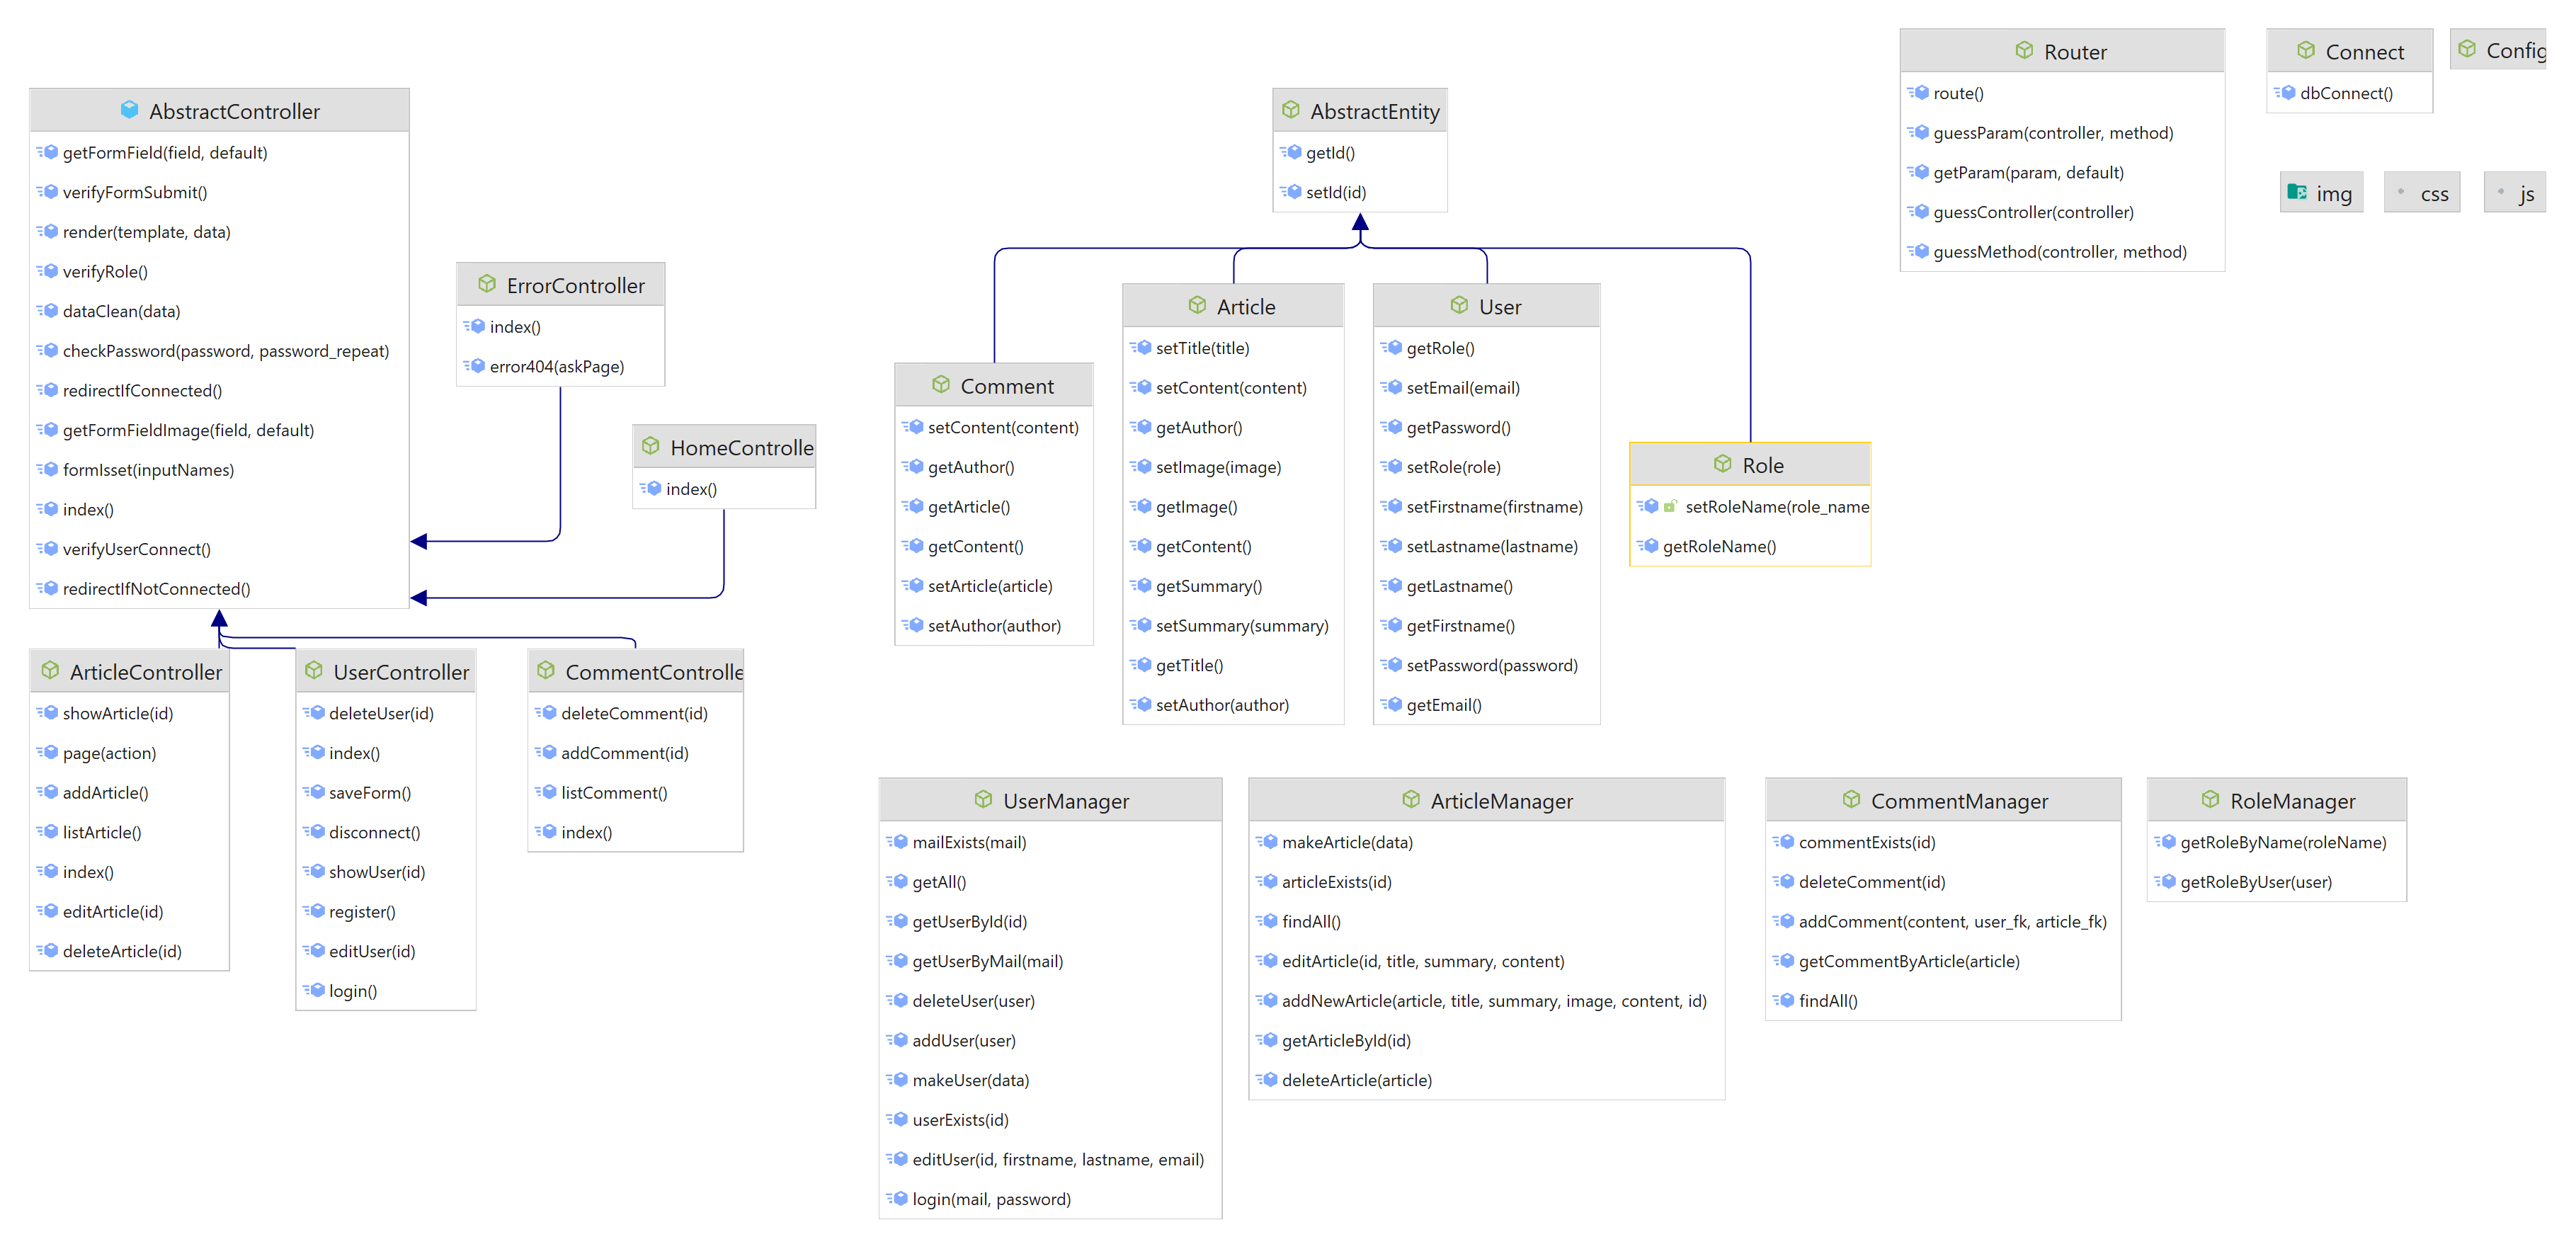 AbstractController
getFormField(field, default)
verifyFormSubmit()
render(template, data)
verifyRole()
dataClean(data)
checkPassword(password, password_repeat)
redirectIfConnected()
getFormFieldImage(field, default)
formIsset(inputNames)
index()
verifyUserConnect()
redirectIfNotConnected()
ErrorController
index()
error404(askPage)
HomeControlle
index()
ArticleController
showArticle(id)
page(action)
addArticle()
listArticle()
index()
editArticle(id)
deleteArticle(id)
UserController
deleteUser(id)
index()
saveForm()
disconnect()
showUser(id)
register()
editUser(id)
login()
CommentControlle
deleteComment(id)
addComment(id)
listComment()
index()
AbstractEntity
getId()
setId(id)
Comment
setContent(content)
getAuthor()
getArticle()
getContent()
setArticle(article)
setAuthor(author)
Article
setTitle(title)
setContent(content)
getAuthor()
setImage(image)
getImage()
getContent()
getSummary()
setSummary(summary)
getTitle()
setAuthor(author)
User
getRole()
setEmail(email)
getPassword()
setRole(role)
setFirstname(firstname)
setLastname(lastname)
getLastname()
getFirstname()
setPassword(password)
getEmail()
Role
setRoleName(role_name
getRoleName()
Router
route()
guessParam(controller, method)
getParam(param, default)
guessController(controller)
guessMethod(controller, method)
Connect
dbConnect()
Config
img
css
js
UserManager
mailExists(mail)
getAll()
getUserById(id)
getUserByMail(mail)
deleteUser(user)
addUser(user)
makeUser(data)
userExists(id)
editUser(id, firstname, lastname, email)
login(mail, password)
ArticleManager
makeArticle(data)
articleExists(id)
findAll()
editArticle(id, title, summary, content)
addNewArticle(article, title, summary, image, content, id)
getArticleById(id)
deleteArticle(article)
CommentManager
commentExists(id)
deleteComment(id)
addComment(content, user_fk, article_fk)
getCommentByArticle(article)
findAll()
RoleManager
getRoleByName(roleName)
getRoleByUser(user)